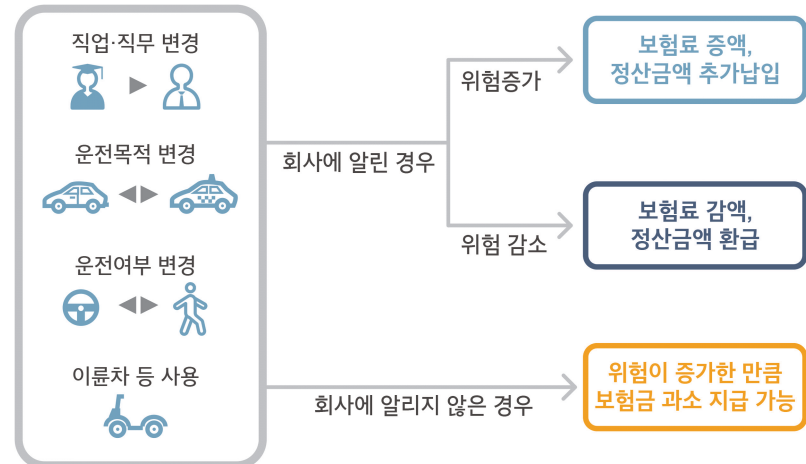 직업·직무 변경
운전목적 변경
운전여부 변경
이륜차 등 사용
회사에 알린 경우
위험증가
보험료 증액,
정산금액 추가납입
위험 감소
보험료 감액,
정산금액 환급
회사에 알리지 않은 경우
위험이 증가한 만큼
보험금 과소 지급 가능